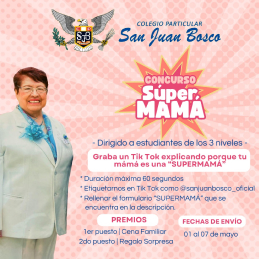 COLEGIO PARTICULAR
San Juan Bosco
SJB
CONCURSO
Súper
MAMÁ
- Dirigido a estudiantes de los 3 niveles -
Graba un Tik Tok explicando porque tu
mámá es una "SUPERMAMÁ"
* Duración máxima 60 segundos
* Etiquetarnos en Tik Tok como @sanjuanbosco_oficial
* Rellenar el formulario "SUPERMAMÁ" que se
encuentra en la descripción.
PREMIOS
1er puesto | Cena Familiar
2do puesto | Regalo Sorpresa
FECHAS DE ENVÍO
01 al 07 de mayo